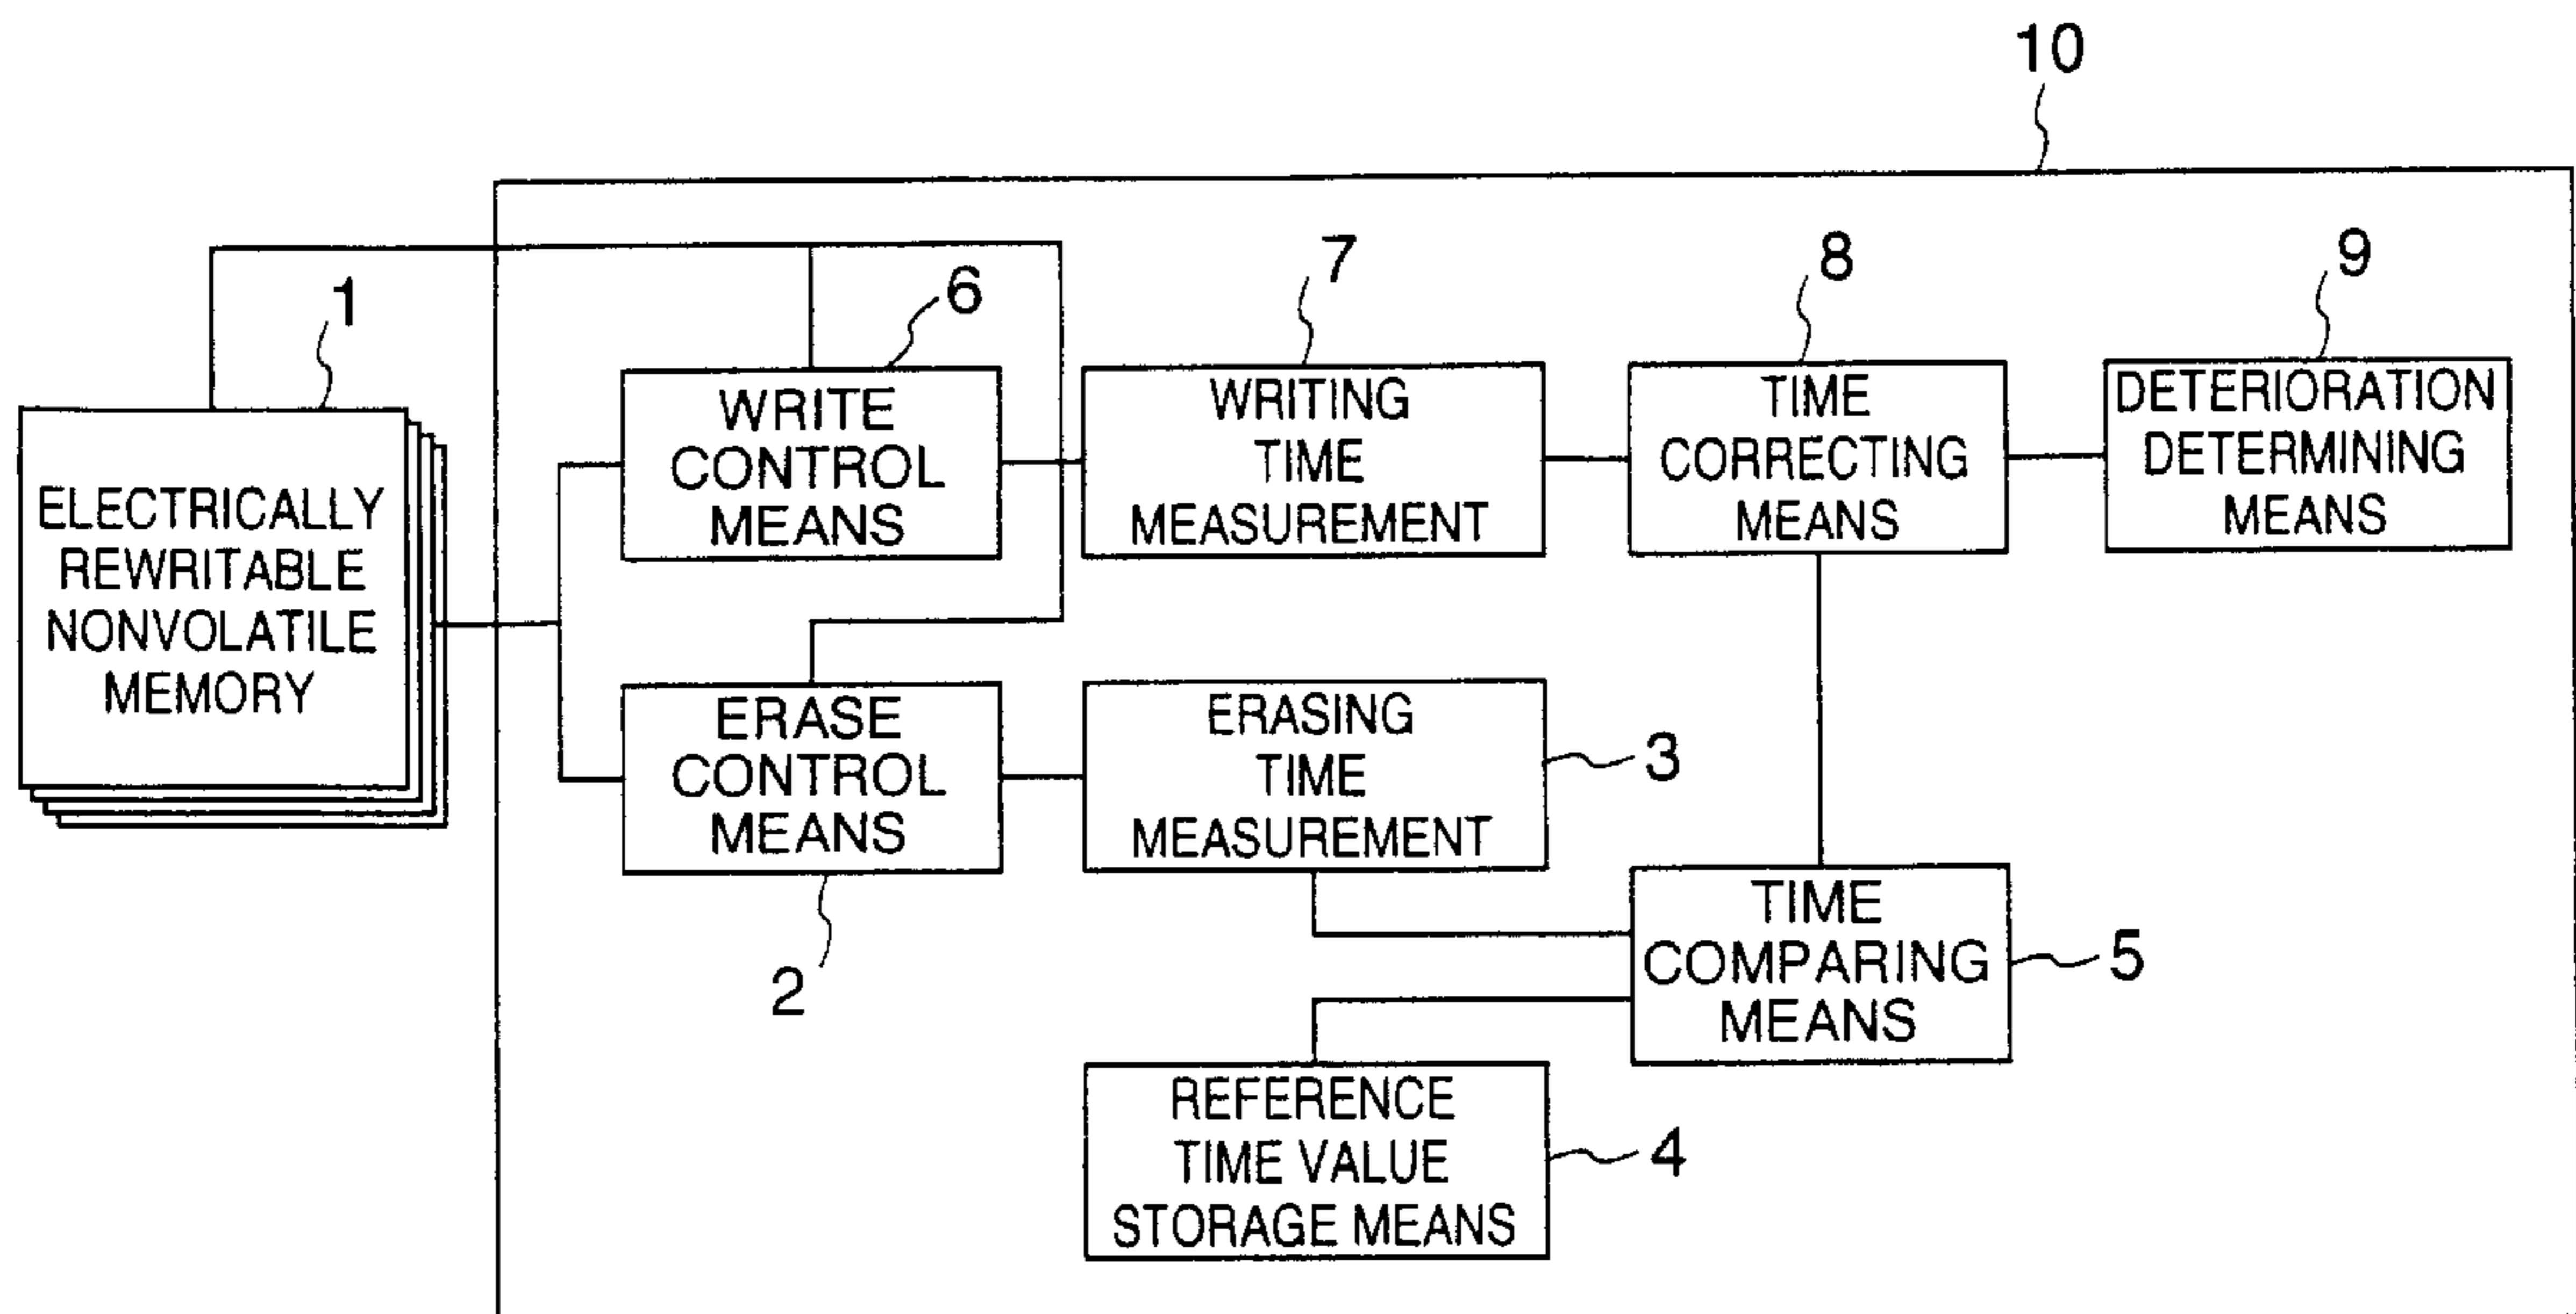 10
1
ELECTRICALLY
REWRITABLE
NONVOLATILE
MEMORY
6
WRITE
CONTROL
MEANS
7
WRITING
TIME
MEASUREMENT
8
TIME
CORRECTING
MEANS
9
DETERIORATION
DETERMINING
MEANS
ERASE
CONTROL
MEANS
2
ERASING
TIME
MEASUREMENT
3
TIME
COMPARING
MEANS
5
REFERENCE
TIME VALUE
STORAGE MEANS
4